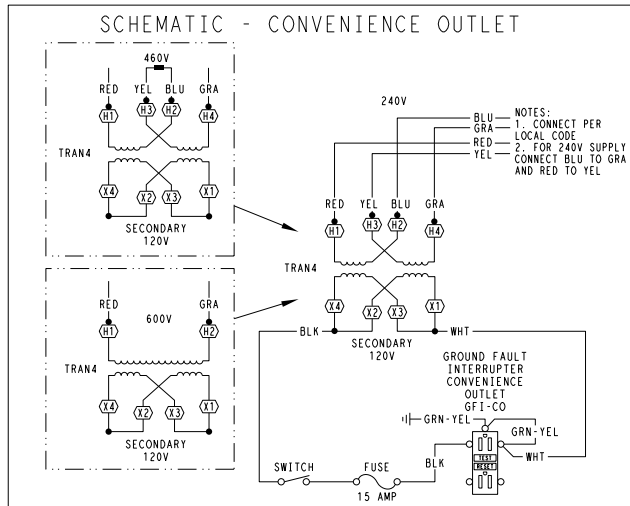 SCHEMATIC - CONVENIENCE OUTLET
460V
RED YEL BLU GRA
H1 H3 H2 H4
TRAN4
X4 X2 X3 X1
SECONDARY
120V
RED GRA
600V
H1 H2
TRAN4
X4 X2 X3 X1
SECONDARY
120V
240V
BLU
GRA
RED
YEL
NOTES:
1. CONNECT PER
LOCAL CODE
2. FOR 240V SUPPLY
CONNECT BLU TO GRA
AND RED TO YEL
RED YEL BLU GRA
H1 H3 H2 H4
TRAN4
X4 X2 X3 X1
BLK WHT
SECONDARY
120V
GROUND FAULT
INTERRUPTER
CONVENIENCE
OUTLET
GFI-CO
GRN-YEL
GRN-YEL
WHT
BLK
TEST
RESET
SWITCH FUSE
15 AMP